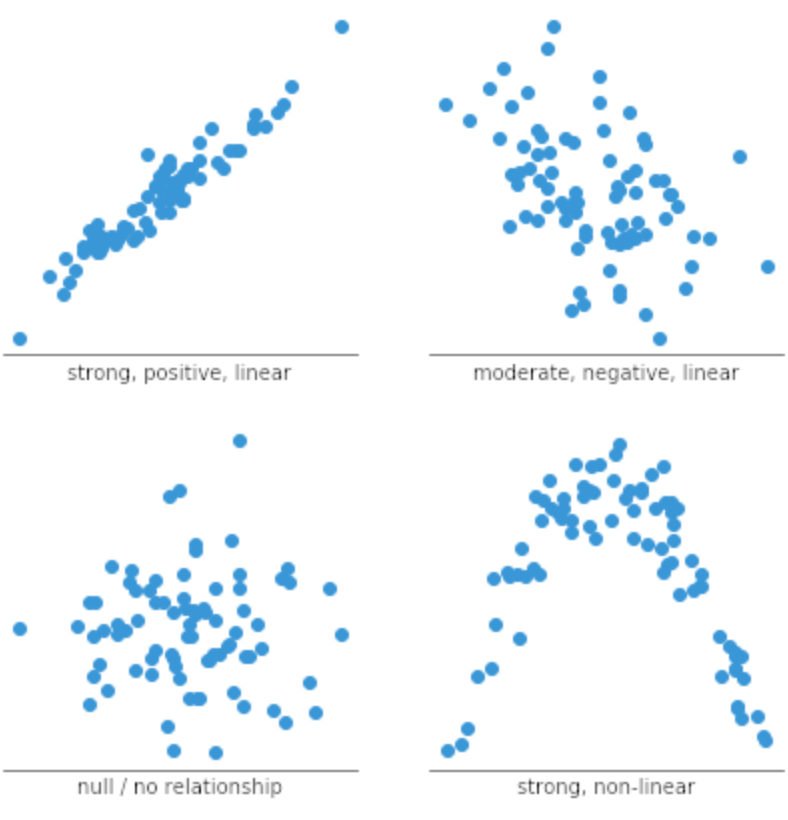 strong, positive, linear
moderate, negative, linear
null / no relationship
strong, non-linear